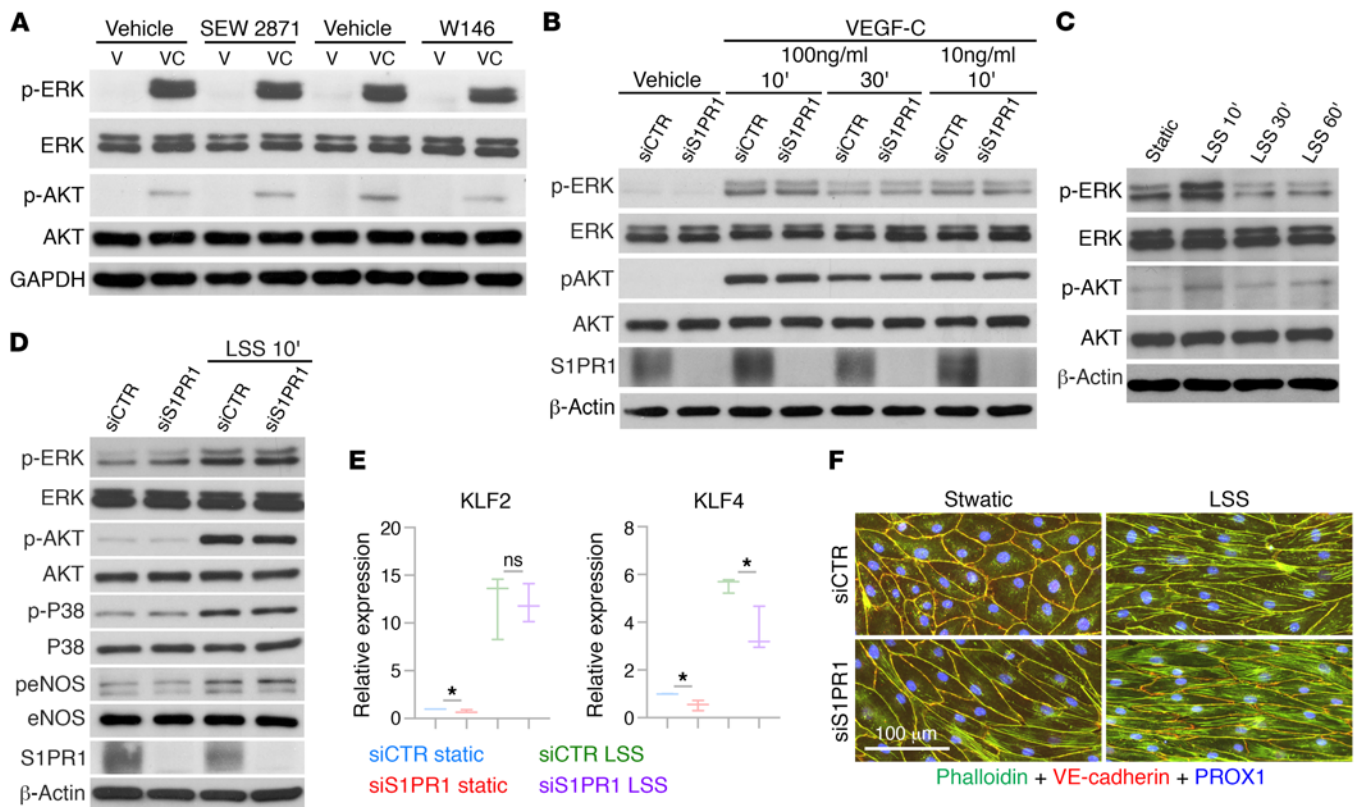 A
Vehicle SEW 2871 Vehicle W146
V VC V VC V VC V VC
p-ERK
ERK
p-AKT
AKT
GAPDH
B
VEGF-C
100ng/ml 10ng/ml
Vehicle 10' 30' 10'
siCTR siS1PR1 siCTR siS1PR1 siCTR siS1PR1 siCTR siS1PR1
p-ERK
ERK
pAKT
AKT
S1PR1
β-Actin
C
Static LSS 10' LSS 30' LSS 60'
p-ERK
ERK
p-AKT
AKT
β-Actin
D
LSS 10'
siCTR siS1PR1 siCTR siS1PR1
p-ERK
ERK
p-AKT
AKT
p-P38
P38
peNOS
eNOS
S1PR1
β-Actin
E
KLF2
Relative expression
20
15
10
5
0
*
ns
KLF4
Relative expression
8
6
4
2
0
*
*
siCTR static siCTR LSS
siS1PR1 static siS1PR1 LSS
F
Stwatic LSS
siCTR
siS1PR1
100 μm
Phalloidin + VE-cadherin + PROX1